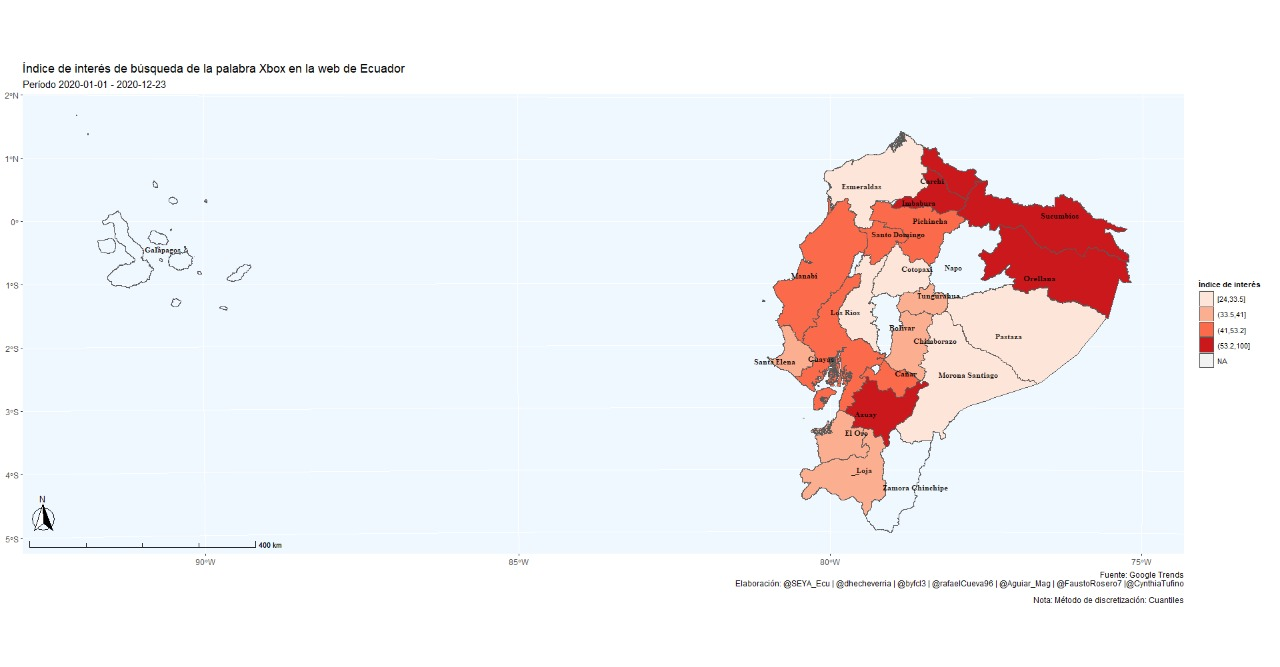 Índice de interés de búsqueda de la palabra Xbox en la web de Ecuador
Período 2020-01-01 - 2020-12-23
2°N
1°N
0°
1°S
2°S
3°S
4°S
5°S
Galápagos
Esmeraldas
Carchi
Imbabura
Sucumbios
Pichincha
Santo Domingo
Manabi
Cotopaxi
Napo
Orellana
Tungurahua
Los Rios
Bolivar
Pastaza
Chimborazo
Santa Elena
Guayas
Cañar
Morona Santiago
Azuay
El Oro
Loja
Zamora Chinchipe
Índice de interés
[24,33.5]
(33.5,41]
(41,53.2]
(53.2,100]
NA
N
400 km
90°W
85°W
80°W
75°W
Fuente: Google Trends
Elaboración: @SEYA_Ecu | @dhecheverria | @byfcl3 | @rafaelCueva96 | @Aguiar_Mag | @FaustoRosero7 |@CynthiaTufino
Nota: Método de discretización: Cuantiles